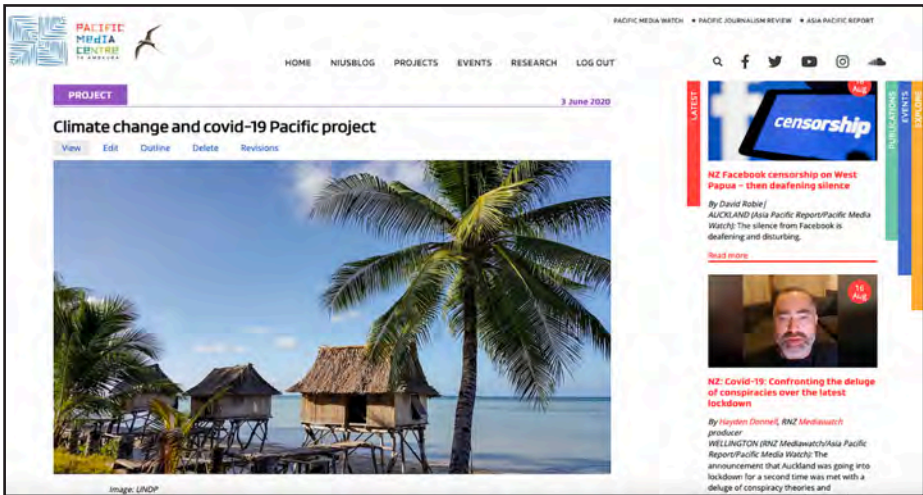 PACIFIC
MEDIA
CENTRE
TE AMOKURA
PACIFIC MEDIA WATCH • PACIFIC JOURNALISM REVIEW • ASIA PACIFIC REPORT
HOME NIUSBLOG PROJECTS EVENTS RESEARCH LOG OUT
PROJECT
3 June 2020
Climate change and covid-19 Pacific project
View Edit Outline Delete Revisions
Image: UNDP
LATEST
Aug
censorship
NZ Facebook censorship on West
Papua – then deafening silence
By David Robie|
AUCKLAND (Asia Pacific Report/Pacific Media
Watch): The silence from Facebook is
deafening and disturbing.
Read more
16
Aug
NZ: Covid-19: Confronting the deluge
of conspiracies over the latest
lockdown
By Hayden Donnell, RNZ Mediawatch
producer
WELLINGTON (RNZ Mediawatch/Asia Pacific
Report/Pacific Media Watch): The
announcement that Auckland was going into
lockdown for a second time was met with a
deluge of conspiracy theories and
PUBLICATIONS
EVENTS
EXPLORE